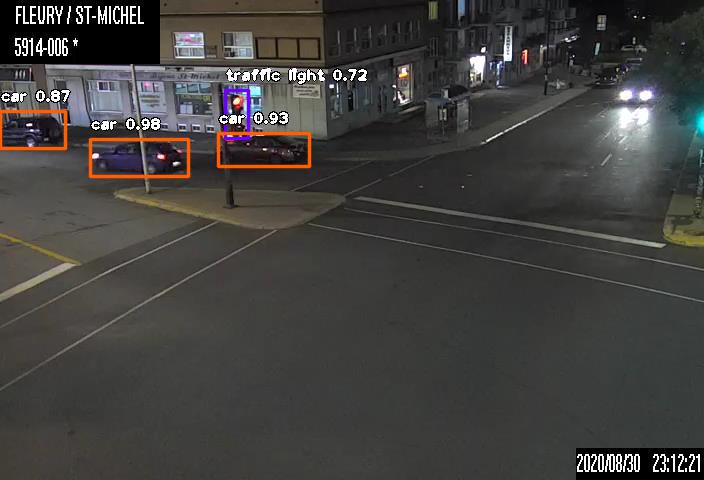 FLEURY / ST-MICHEL
5914-006 *
traffic light 0.72
car 0.87
car 0.93
car 0.98
2020/08/30 23:12:21